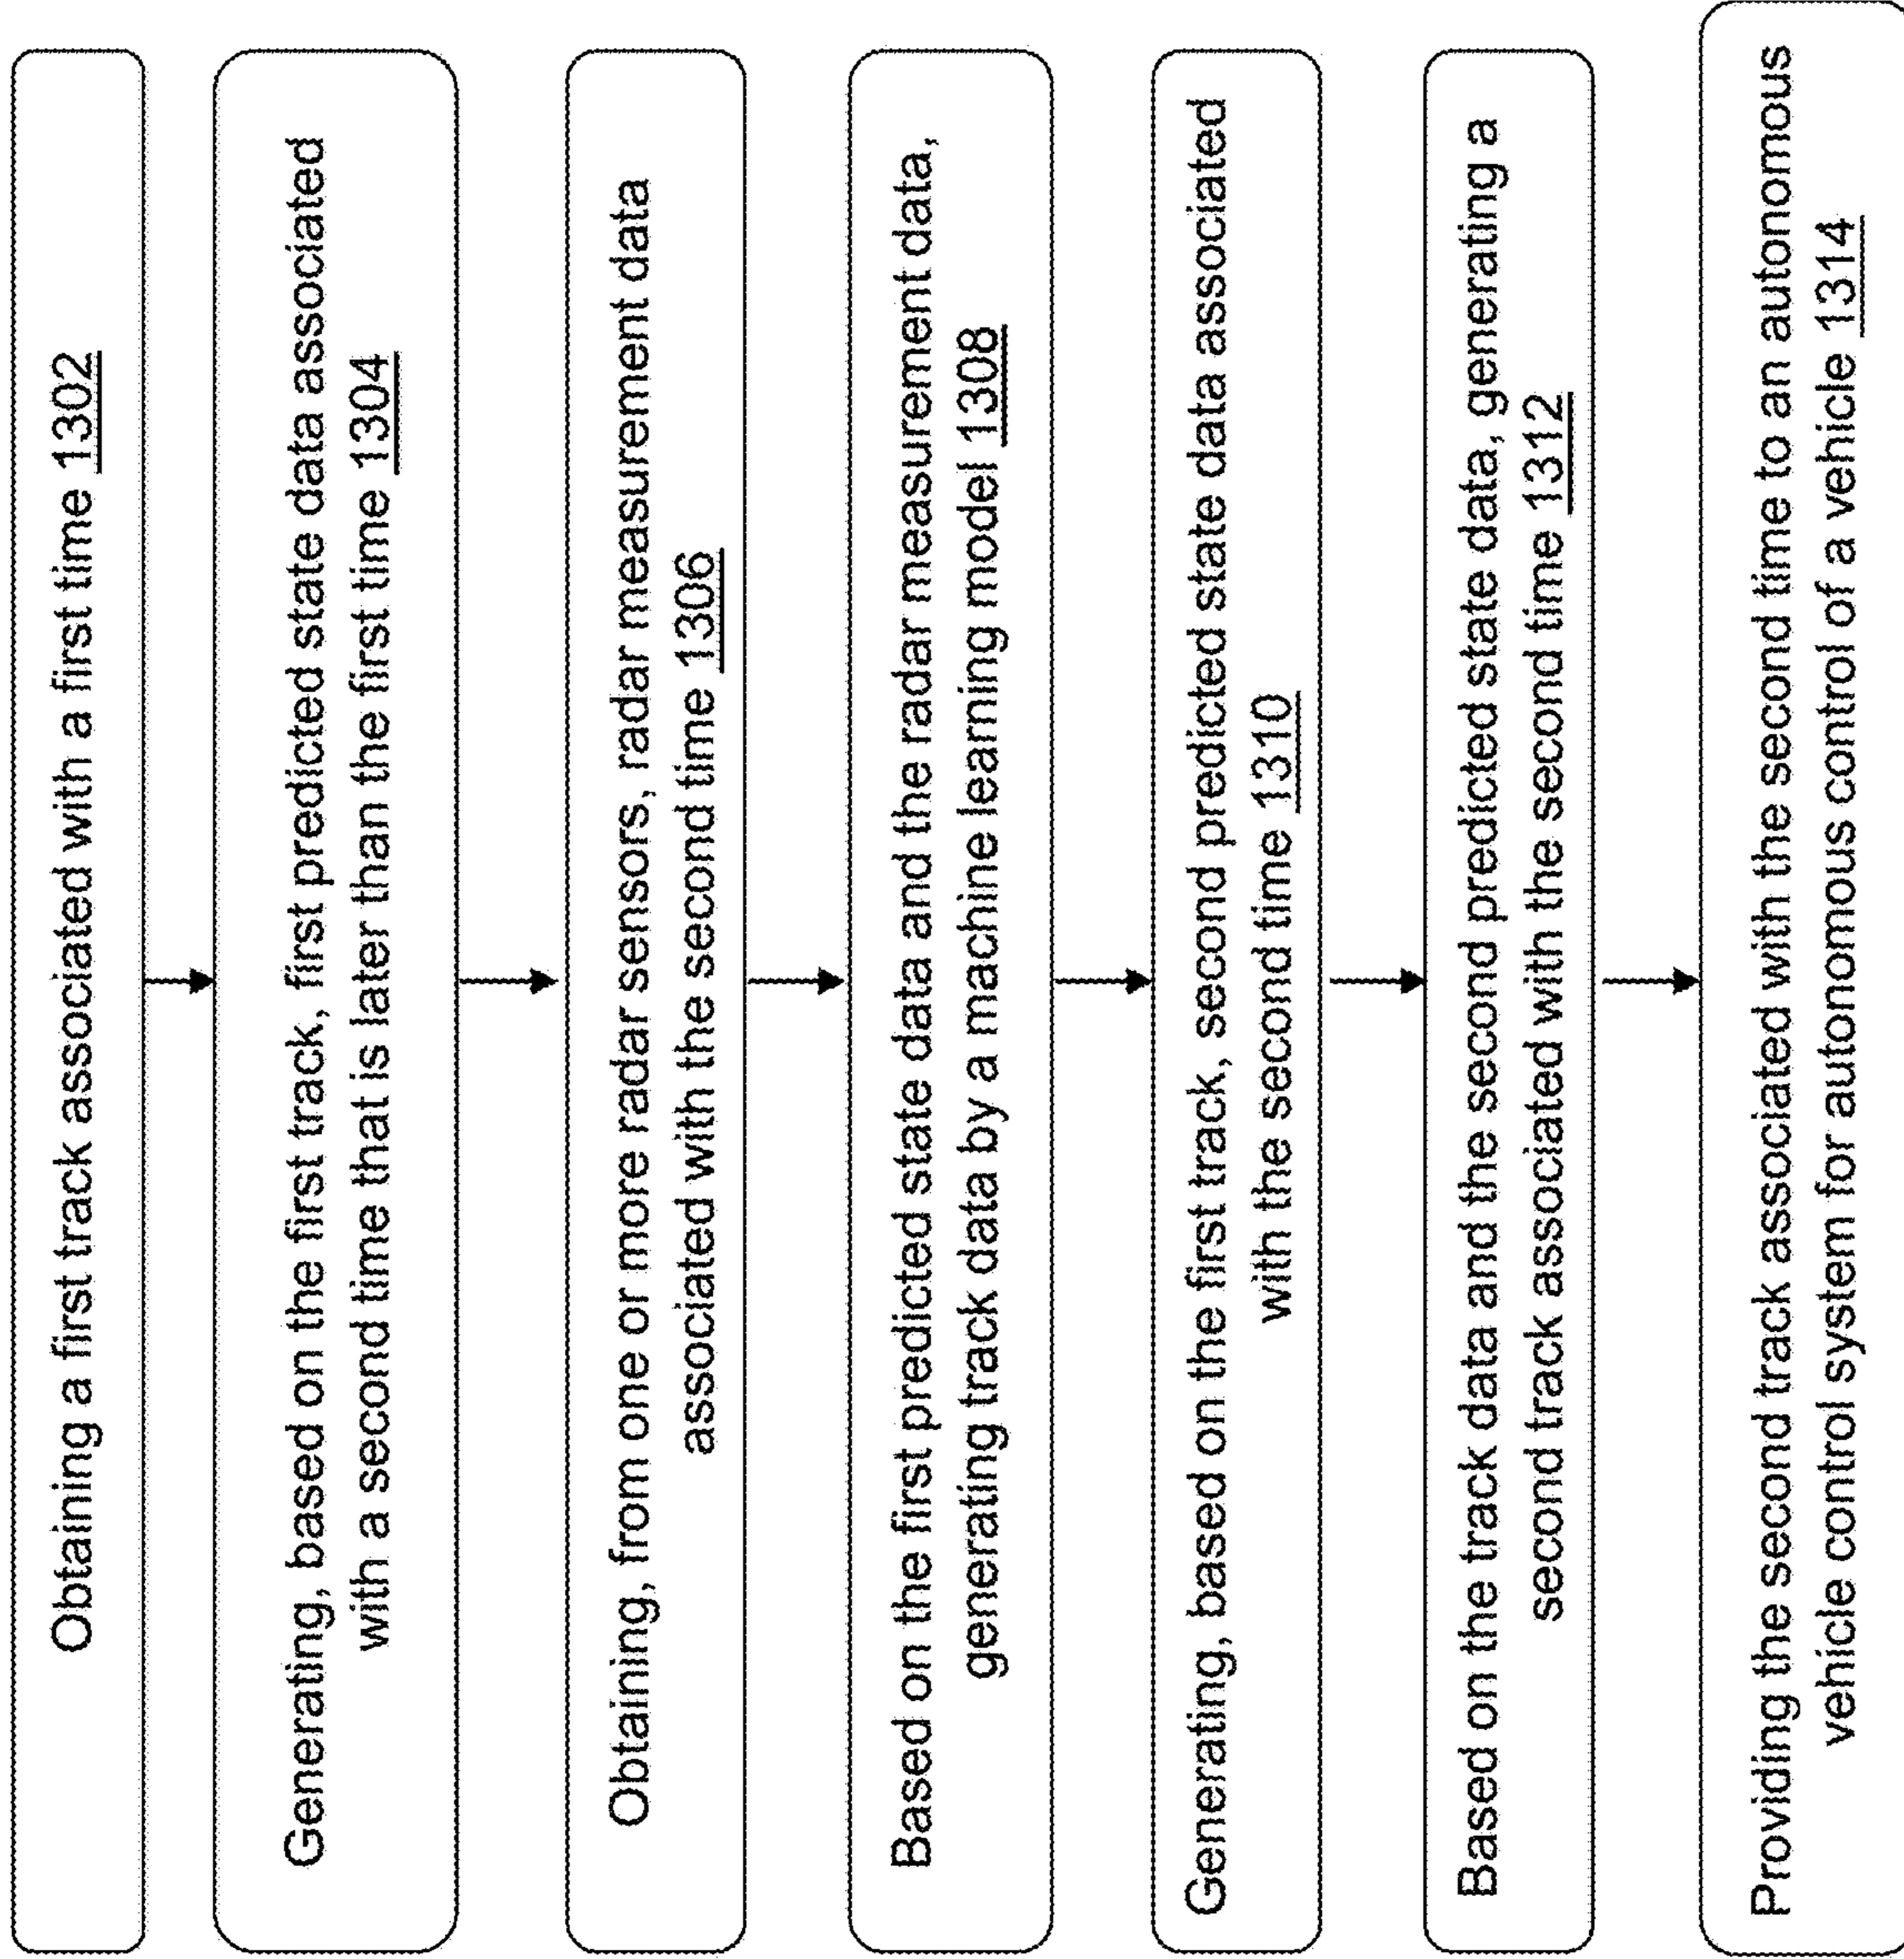 Obtaining a first track associated with a first time 1302
Generating, based on the first track, first predicted state data associated
with a second time that is later than the first time 1304
Obtaining, from one or more radar sensors, radar measurement data
associated with the second time 1306
Based on the first predicted state data and the radar measurement data,
generating track data by a machine learning model 1308
Generating, based on the first track, second predicted state data associated
with the second time 1310
Based on the track data and the second predicted state data, generating a
second track associated with the second time 1312
Providing the second track associated with the second time to an autonomous
vehicle control system for autonomous control of a vehicle 1314